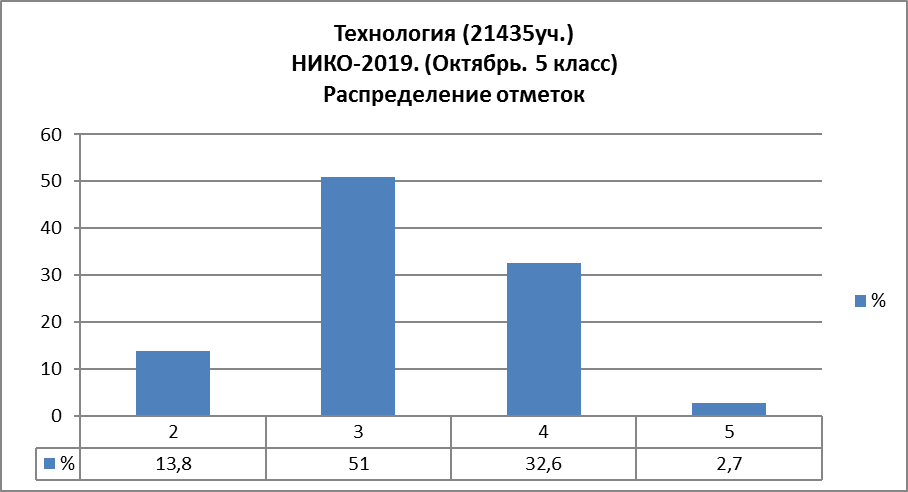 Технология (21435уч.)
НИКО-2019. (Октябрь. 5 класс)
Распределение отметок
60
50
40
30
20
10
0
%
2 3 4 5
% 13,8 51 32,6 2,7